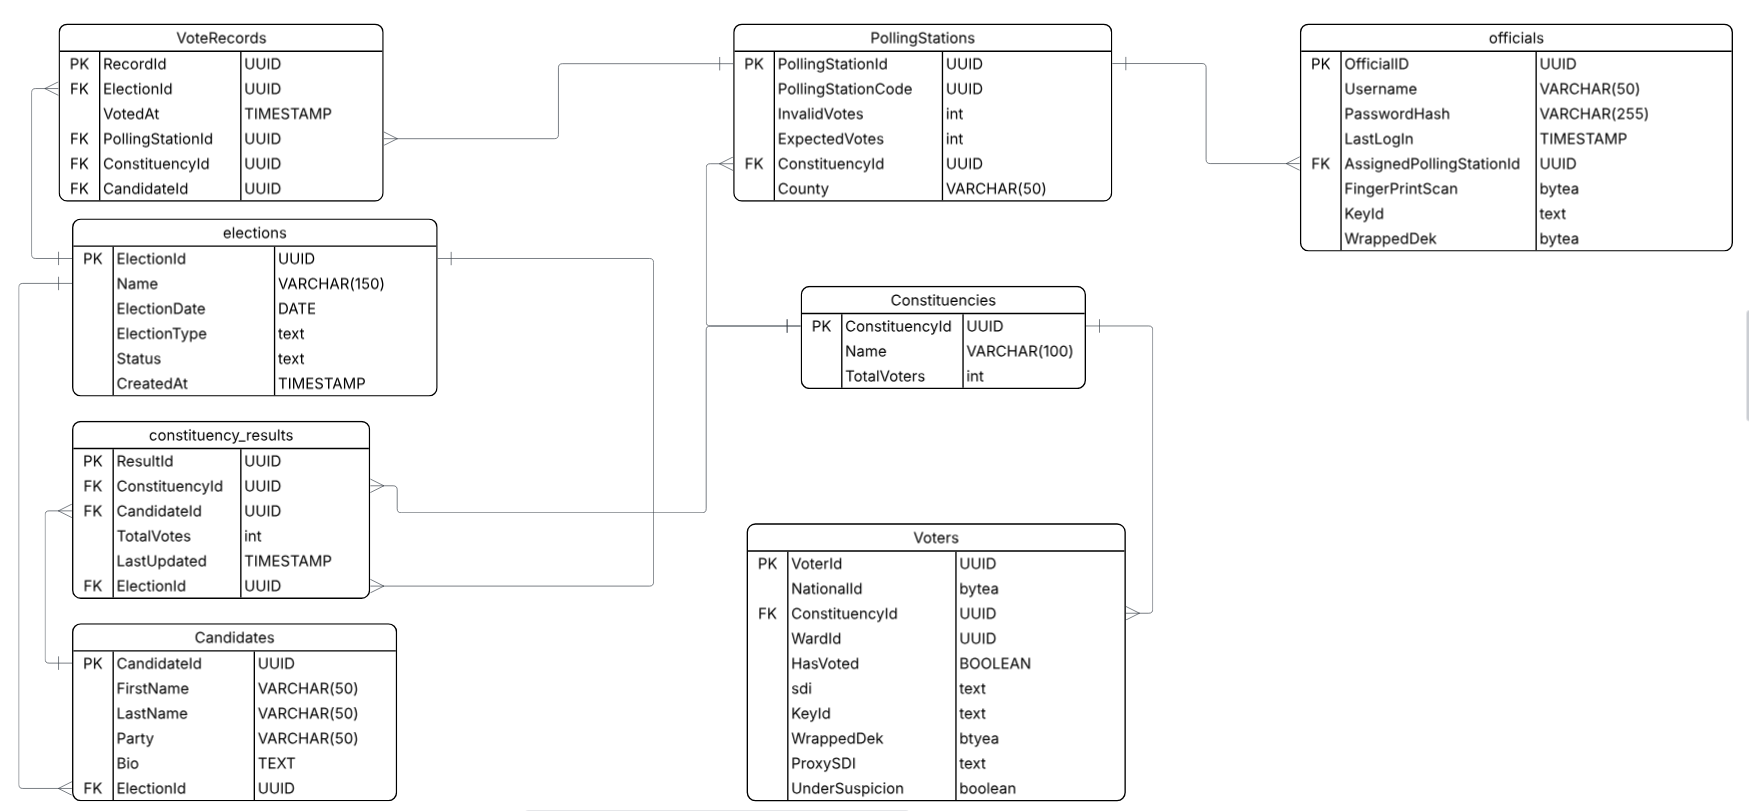 VoteRecords
PK RecordId UUID
FK ElectionId UUID
VotedAt TIMESTAMP
FK PollingStationId UUID
FK ConstituencyId UUID
FK CandidateId UUID
PollingStations
PK PollingStationId UUID
PollingStationCode UUID
InvalidVotes int
ExpectedVotes int
FK ConstituencyId UUID
County VARCHAR(50)
officials
PK OfficialID UUID
Username VARCHAR(50)
PasswordHash VARCHAR(255)
LastLogIn TIMESTAMP
FK AssignedPollingStationId UUID
FingerPrintScan bytea
KeyId text
WrappedDek bytea
elections
PK ElectionId UUID
Name VARCHAR(150)
ElectionDate DATE
ElectionType text
Status text
CreatedAt TIMESTAMP
Constituencies
PK ConstituencyId UUID
Name VARCHAR(100)
TotalVoters int
constituency_results
PK ResultId UUID
FK ConstituencyId UUID
FK CandidateId UUID
TotalVotes int
LastUpdated TIMESTAMP
FK ElectionId UUID
Voters
PK VoterId UUID
NationalId bytea
FK ConstituencyId UUID
WardId UUID
HasVoted BOOLEAN
sdi text
KeyId text
WrappedDek btyea
ProxySDI text
UnderSuspicion boolean
Candidates
PK CandidateId UUID
FirstName VARCHAR(50)
LastName VARCHAR(50)
Party VARCHAR(50)
Bio TEXT
FK ElectionId UUID